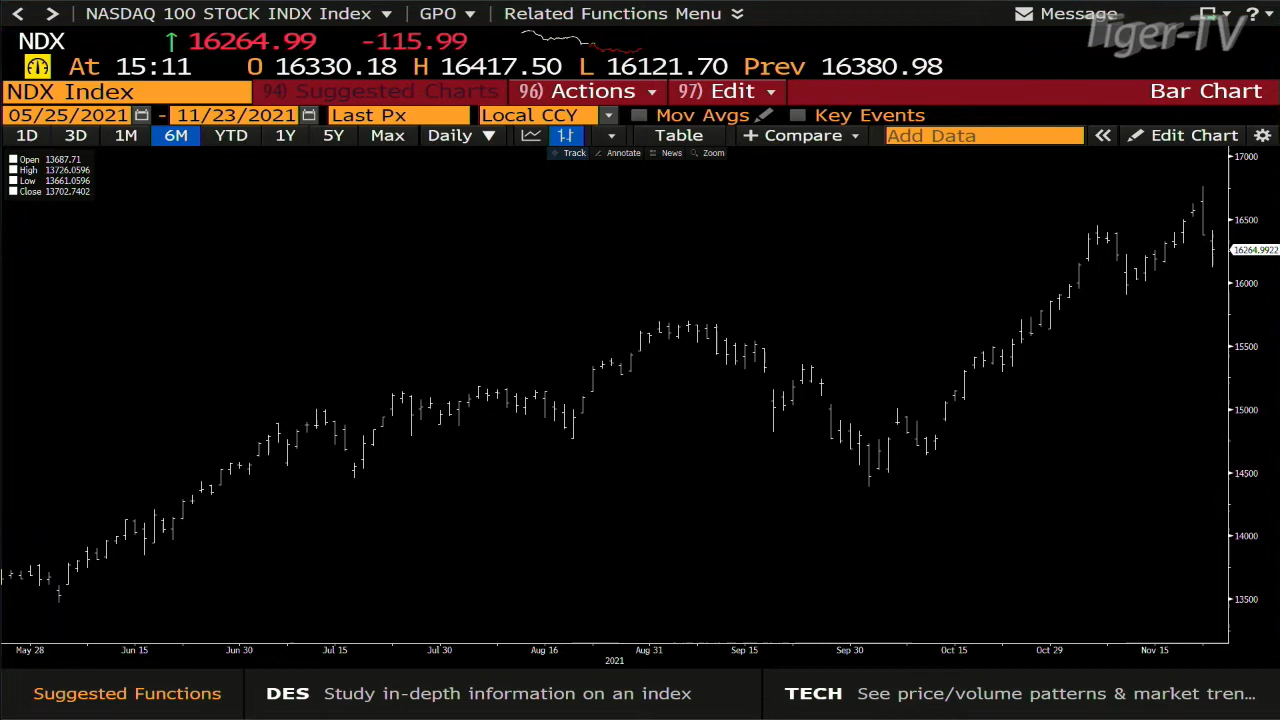 NASDAQ 100 STOCK INDX Index GPO Related Functions Menu Message ?
Tiger-TV
NDX 16264.99 -115.99
At 15:11 O 16330.18 H 16417.50 L 16121.70 Prev 16380.98
NDX Index 94) Suggested Charts 96) Actions 97) Edit Bar Chart
05/25/2021 - 11/23/2021 Last Px Local CCY Mov Avgs Key Events
1D 3D 1M 6M YTD 1Y 5Y Max Daily Table + Compare Add Data Edit Chart
Track Annotate News Zoom
Open 13687.71
High 13726.0596
Low 13661.0596
Close 13702.7402
17000
16500
16264.9922
16000
15500
15000
14500
14000
13500
May 28 Jun 15 Jun 30 Jul 15 Jul 30 Aug 16 Aug 31 Sep 15 Sep 30 Oct 15 Oct 29 Nov 15
2021
Suggested Functions DES Study in-depth information on an index TECH See price/volume patterns & market tren...